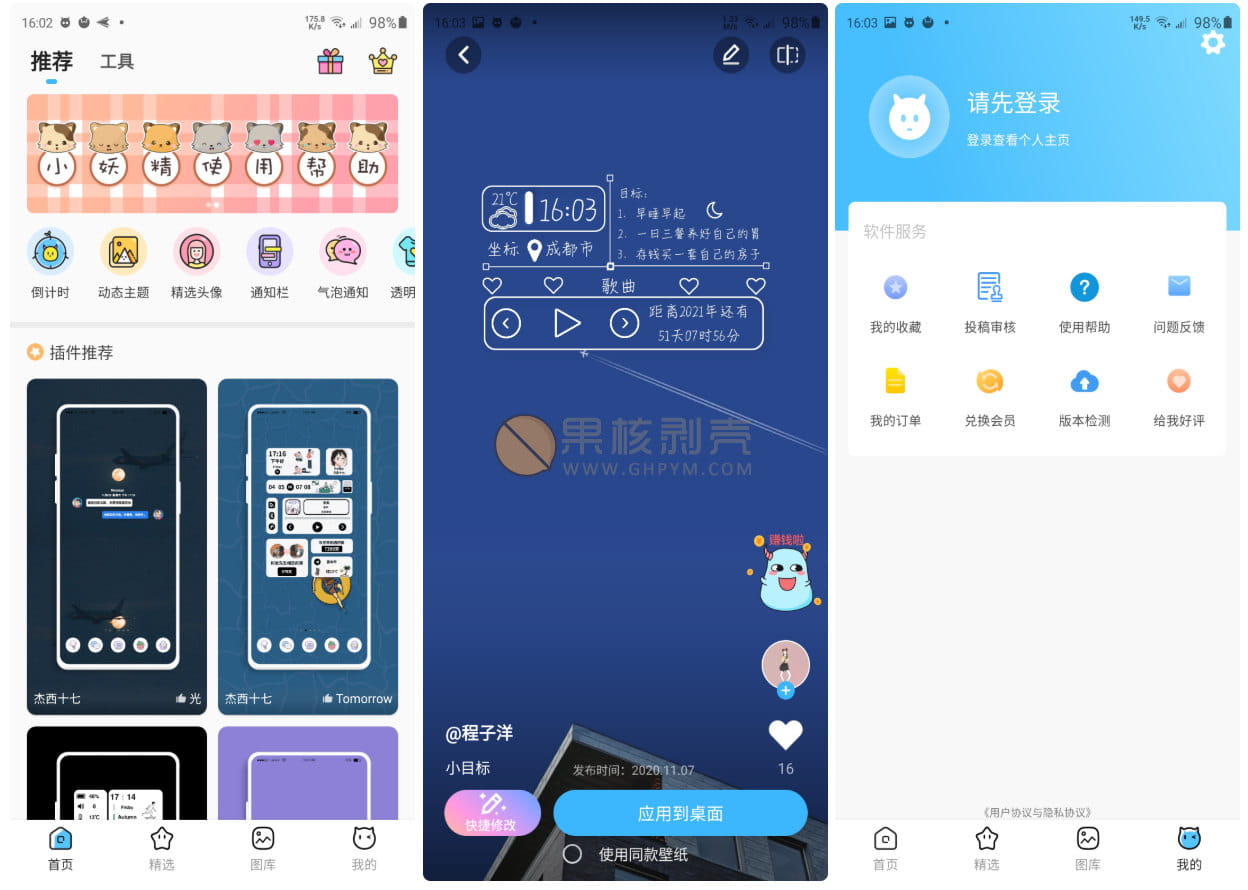 16:02
175.8
K/s
98%
推荐 工具
小妖精使用帮助
倒计时 动态主题 精选头像 通知栏 气泡通知 透明
插件推荐
17:16
下午好
04 05 07 08
杰西十七 光
杰西十七 Tomorrow
17 14
Friday
Autumn
13°C
首页 精选 图库 我的
16:03
98%
21℃
16:03
坐标 成都市
目标:
1. 早睡早起
2. 一日三餐养好自己的胃
3. 存钱买一套自己的房子
歌曲
距离2021年还有
51天07时56分
果核剥壳
WWW.GHPYM.COM
赚钱啦
@程子洋
小目标
发布时间：2020.11.07
16
快捷修改
应用到桌面
使用同款壁纸
16:03
149.5
K/s
98%
请先登录
登录查看个人主页
软件服务
我的收藏 投稿审核 使用帮助 问题反馈
我的订单 兑换会员 版本检测 给我好评
《用户协议与隐私协议》
首页 精选 图库 我的